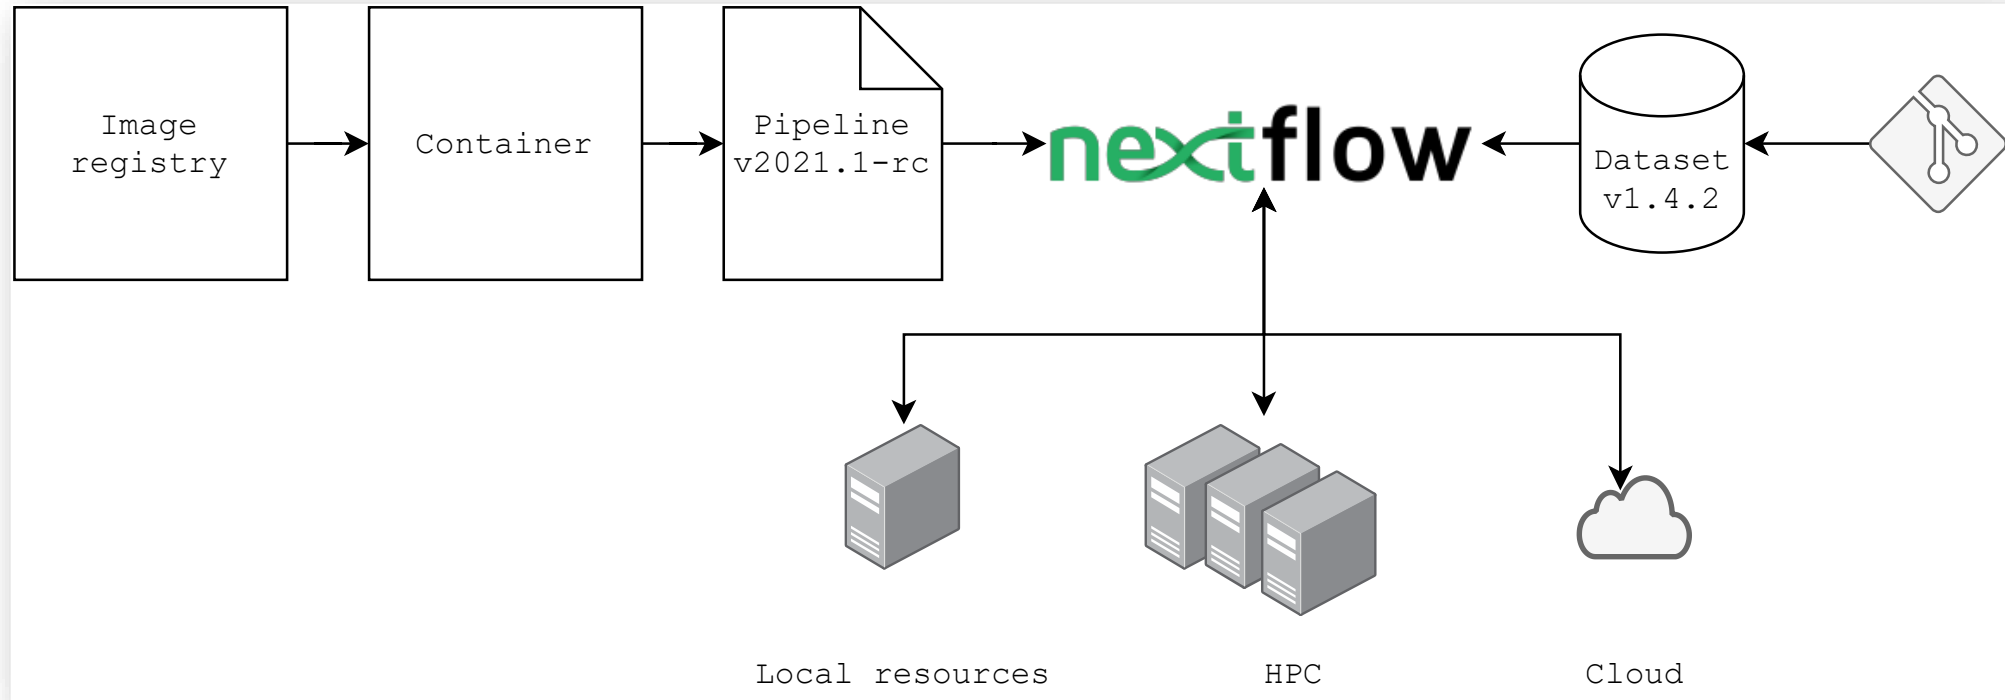 Image
registry
Container
Pipeline
v2021.1-rc
nextflow
Dataset
v1.4.2
Local resources
HPC
Cloud